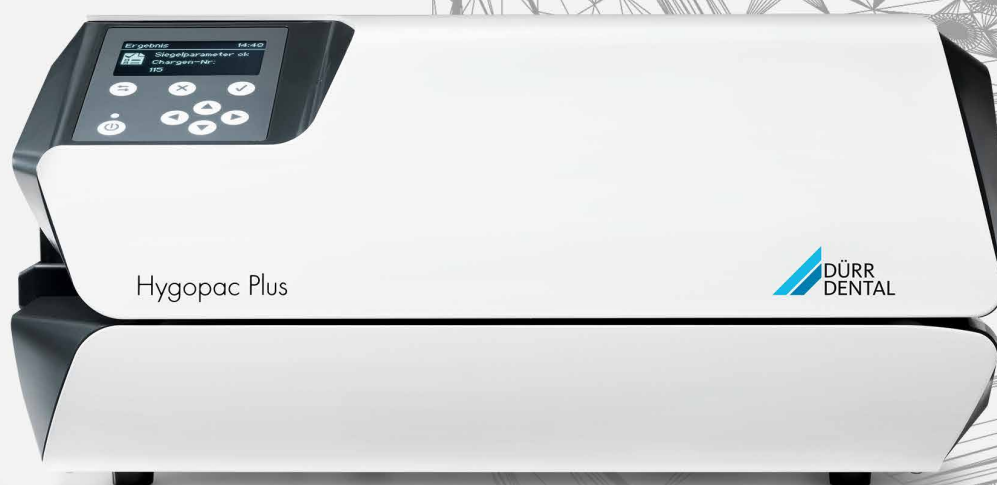 Ergebnis 14:40
Siegelparameter ok
Chargen-Nr:
115
Hygopac Plus
DÜRR
DENTAL